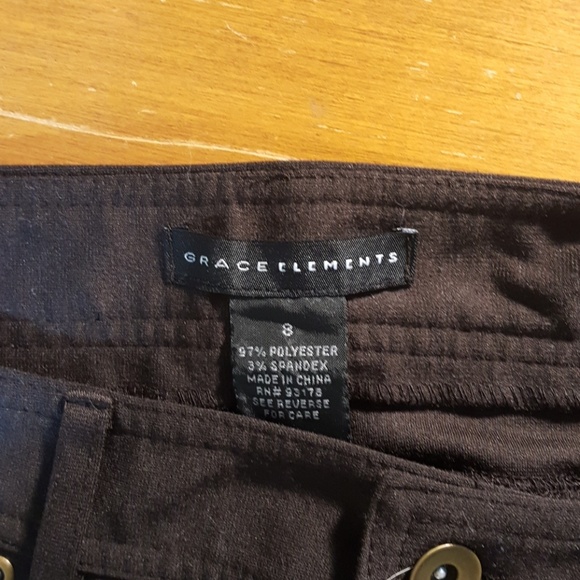 GRACE ELEMENTS
8
97% POLYESTER
3% SPANDEX
MADE IN CHINA
RN# 93178
SEE REVERSE
FOR CARE